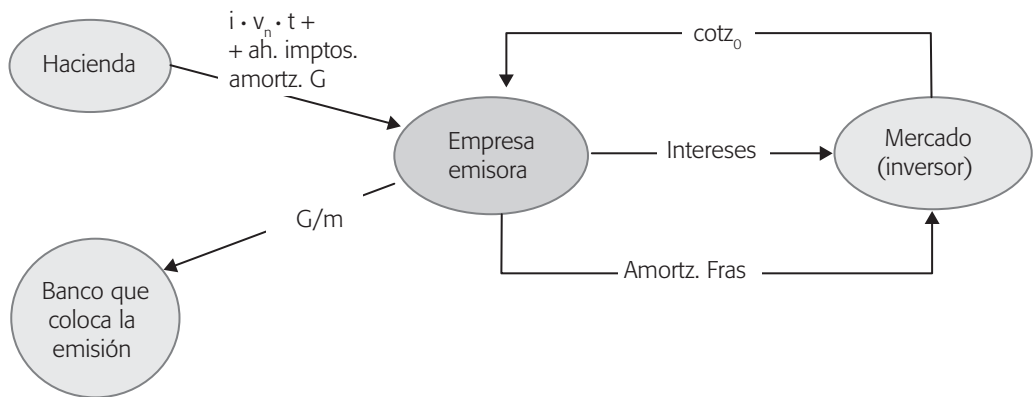 Hacienda
i · vₙ · t +
+ ah. imptos.
amortz. G
cotz₀
Empresa
emisora
Intereses
Mercado
(inversor)
G/m
Amortz. Fras
Banco que
coloca la
emisión